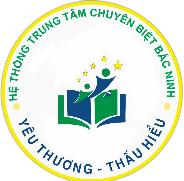 HỆ THỐNG TRUNG TÂM CHUYÊN BIỆT BẮC NINH
YÊU THƯƠNG - THẤU HIỂU